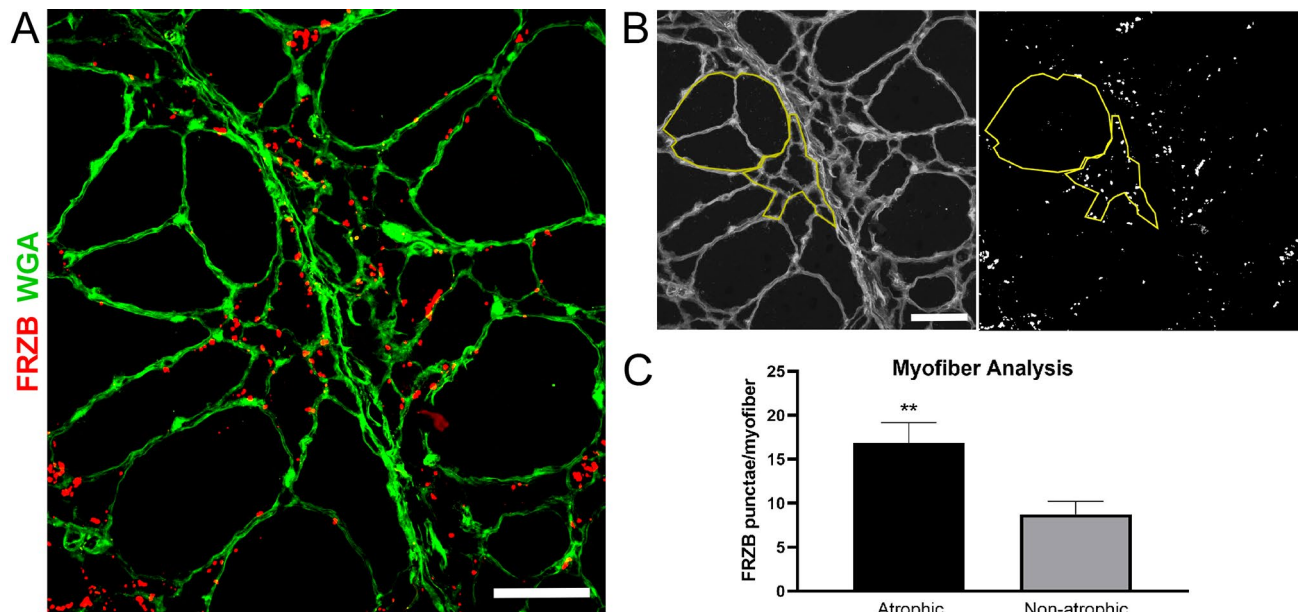 A
FRZB WGA
B
C
Myofiber Analysis
FRZB punctae/myofiber
25
20
15
10
5
0
**
Atrophic
Non-atrophic